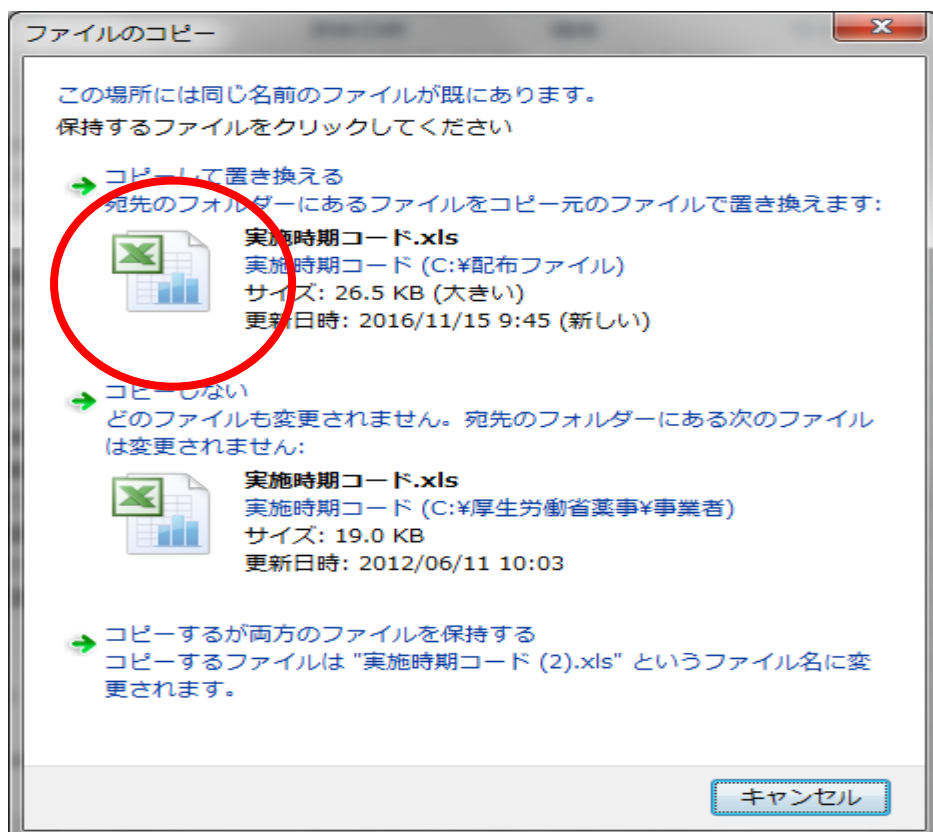 ファイルのコピー
この場所には同じ名前のファイルが既にあります。
保持するファイルをクリックしてください
コピーして置き換える
宛先のフォルダーにあるファイルをコピー元のファイルで置き換えます:
実施時期コード.xls
実施時期コード (C:¥配布ファイル)
サイズ: 26.5 KB (大きい)
更新日時: 2016/11/15 9:45 (新しい)
コピーしない
どのファイルも変更されません。宛先のフォルダーにある次のファイル
は変更されません:
実施時期コード.xls
実施時期コード (C:¥厚生労働省薬事¥事業者)
サイズ: 19.0 KB
更新日時: 2012/06/11 10:03
コピーするが両方のファイルを保持する
コピーするファイルは "実施時期コード (2).xls" というファイル名に変
更されます。
キャンセル